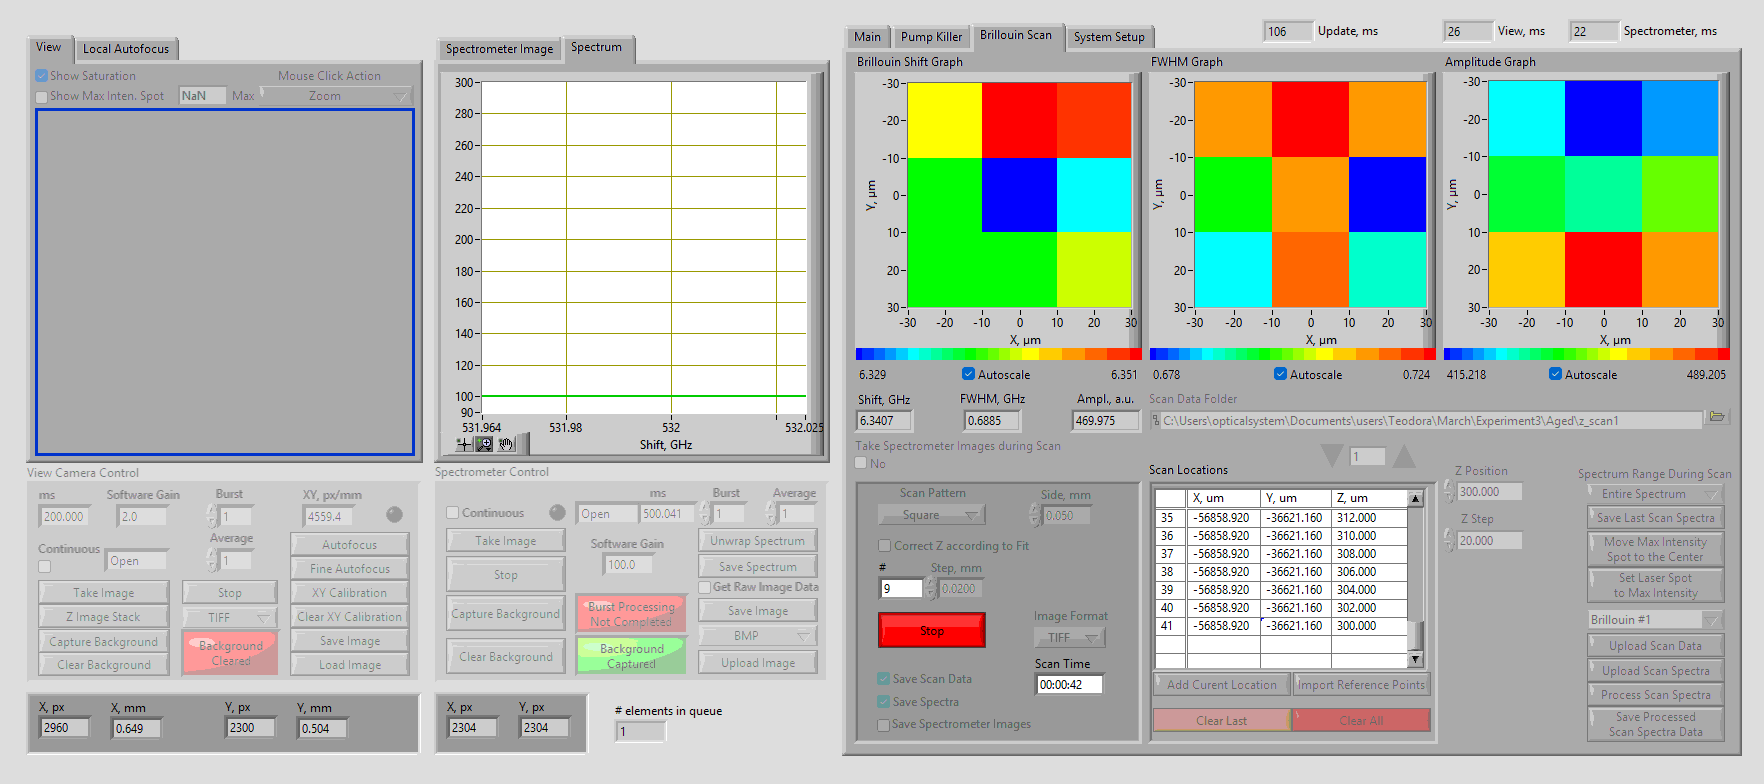 View
Local Autofocus
Show Saturation
Mouse Click Action
Show Max Inten. Spot
NaN
Max
Zoom
Spectrometer Image
Spectrum
300
280
260
240
220
200
180
160
140
120
100
90
531.964
531.98
532
532.025
Shift, GHz
Main
Pump Killer
Brillouin Scan
System Setup
106
Update, ms
26
View, ms
22
Spectrometer, ms
Brillouin Shift Graph
-30
-20
-10
0
10
20
30
Y, µm
-30
-20
-10
0
10
20
30
X, µm
6.329
Autoscale
6.351
FWHM Graph
-30
-20
-10
0
10
20
30
Y, µm
-30
-20
-10
0
10
20
30
X, µm
0.678
Autoscale
0.724
Amplitude Graph
-30
-20
-10
0
10
20
30
Y, µm
-30
-20
-10
0
10
20
30
X, µm
415.218
Autoscale
489.205
Shift, GHz
6.3407
FWHM, GHz
0.6885
Ampl., a.u.
469.975
Scan Data Folder
C:\Users\opticalsystem\Documents\users\Teodora\March\Experiment3\Aged\z_scan1
Take Spectrometer Images during Scan
No
1
View Camera Control
ms
200.000
Software Gain
2.0
Burst
1
XY, px/mm
4559.4
Average
1
Continuous
Open
Autofocus
Fine Autofocus
Take Image
Stop
XY Calibration
Z Image Stack
TIFF
Clear XY Calibration
Capture Background
Background
Cleared
Save Image
Clear Background
Load Image
X, px
2960
X, mm
0.649
Y, px
2300
Y, mm
0.504
Spectrometer Control
Continuous
Open
ms
500.041
Burst
1
Average
1
Take Image
Software Gain
100.0
Unwrap Spectrum
Stop
Save Spectrum
Get Raw Image Data
Capture Background
Burst Processing
Not Completed
Save Image
BMP
Clear Background
Background
Captured
Upload Image
X, px
2304
Y, px
2304
# elements in queue
1
Scan Pattern
Square
Side, mm
0.050
Correct Z according to Fit
#
9
Step, mm
0.0200
Stop
Image Format
TIFF
Scan Time
00:00:42
Save Scan Data
Save Spectra
Save Spectrometer Images
Scan Locations
X, um Y, um Z, um
35 -56858.920 -36621.160 312.000
36 -56858.920 -36621.160 310.000
37 -56858.920 -36621.160 308.000
38 -56858.920 -36621.160 306.000
39 -56858.920 -36621.160 304.000
40 -56858.920 -36621.160 302.000
41 -56858.920 -36621.160 300.000
Add Curent Location
Import Reference Points
Clear Last
Clear All
Z Position
300.000
Z Step
20.000
Spectrum Range During Scan
Entire Spectrum
Save Last Scan Spectra
Move Max Intensity
Spot to the Center
Set Laser Spot
to Max Intensity
Brillouin #1
Upload Scan Data
Upload Scan Spectra
Process Scan Spectra
Save Processed
Scan Spectra Data